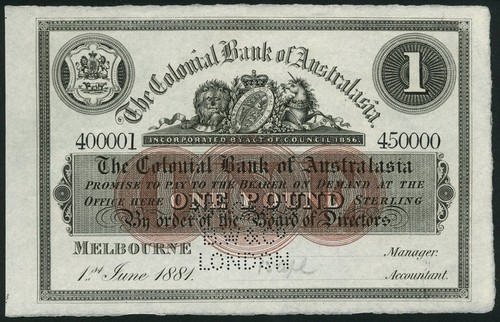 The Colonial Bank of Australasia.
1
INCORPORATED BY ACT OF COUNCIL 1856.
400001 450000
The Colonial Bank of Australasia
PROMISE TO PAY TO THE BEARER ON DEMAND AT THE
OFFICE HERE ONE POUND STERLING
By order of the Board of Directors
MELBOURNE Manager.
1st June 1881. LONDON Accountant.